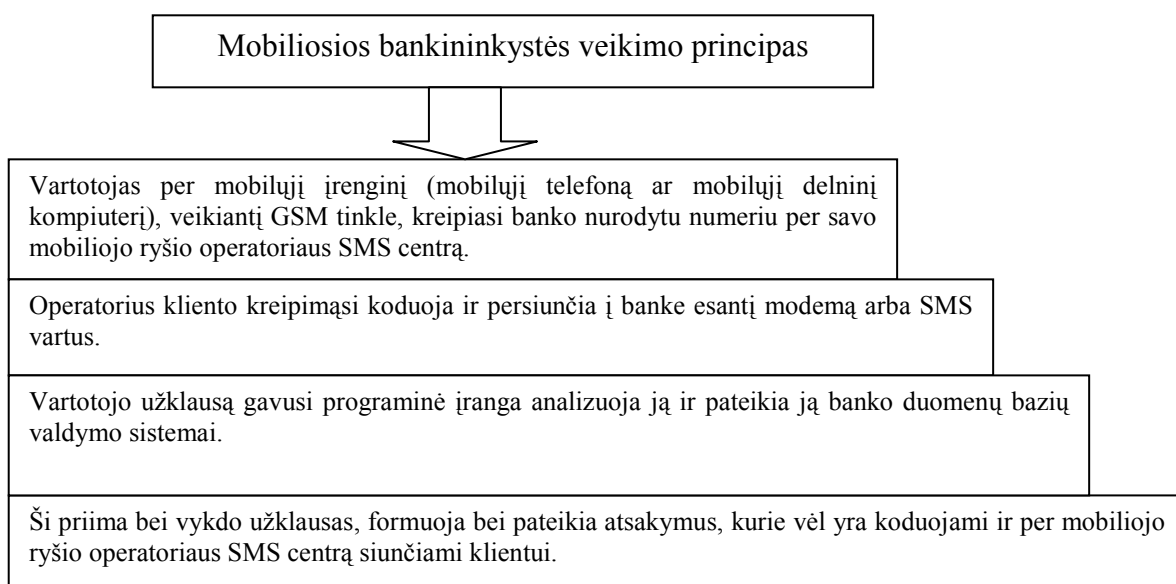 Mobiliosios bankininkystės veikimo principas
Vartotojas per mobilųjį įrenginį (mobilųjį telefoną ar mobilųjį delninį
kompiuterį), veikiantį GSM tinkle, kreipiasi banko nurodytu numeriu per savo
mobiliojo ryšio operatoriaus SMS centrą.
Operatorius kliento kreipimąsi koduoja ir persiunčia į banke esantį modemą arba SMS
vartus.
Vartotojo užklausą gavusi programinė įranga analizuoja ją ir pateikia ją banko duomenų bazių
valdymo sistemai.
Ši priima bei vykdo užklausas, formuoja bei pateikia atsakymus, kurie vėl yra koduojami ir per mobiliojo
ryšio operatoriaus SMS centrą siunčiami klientui.